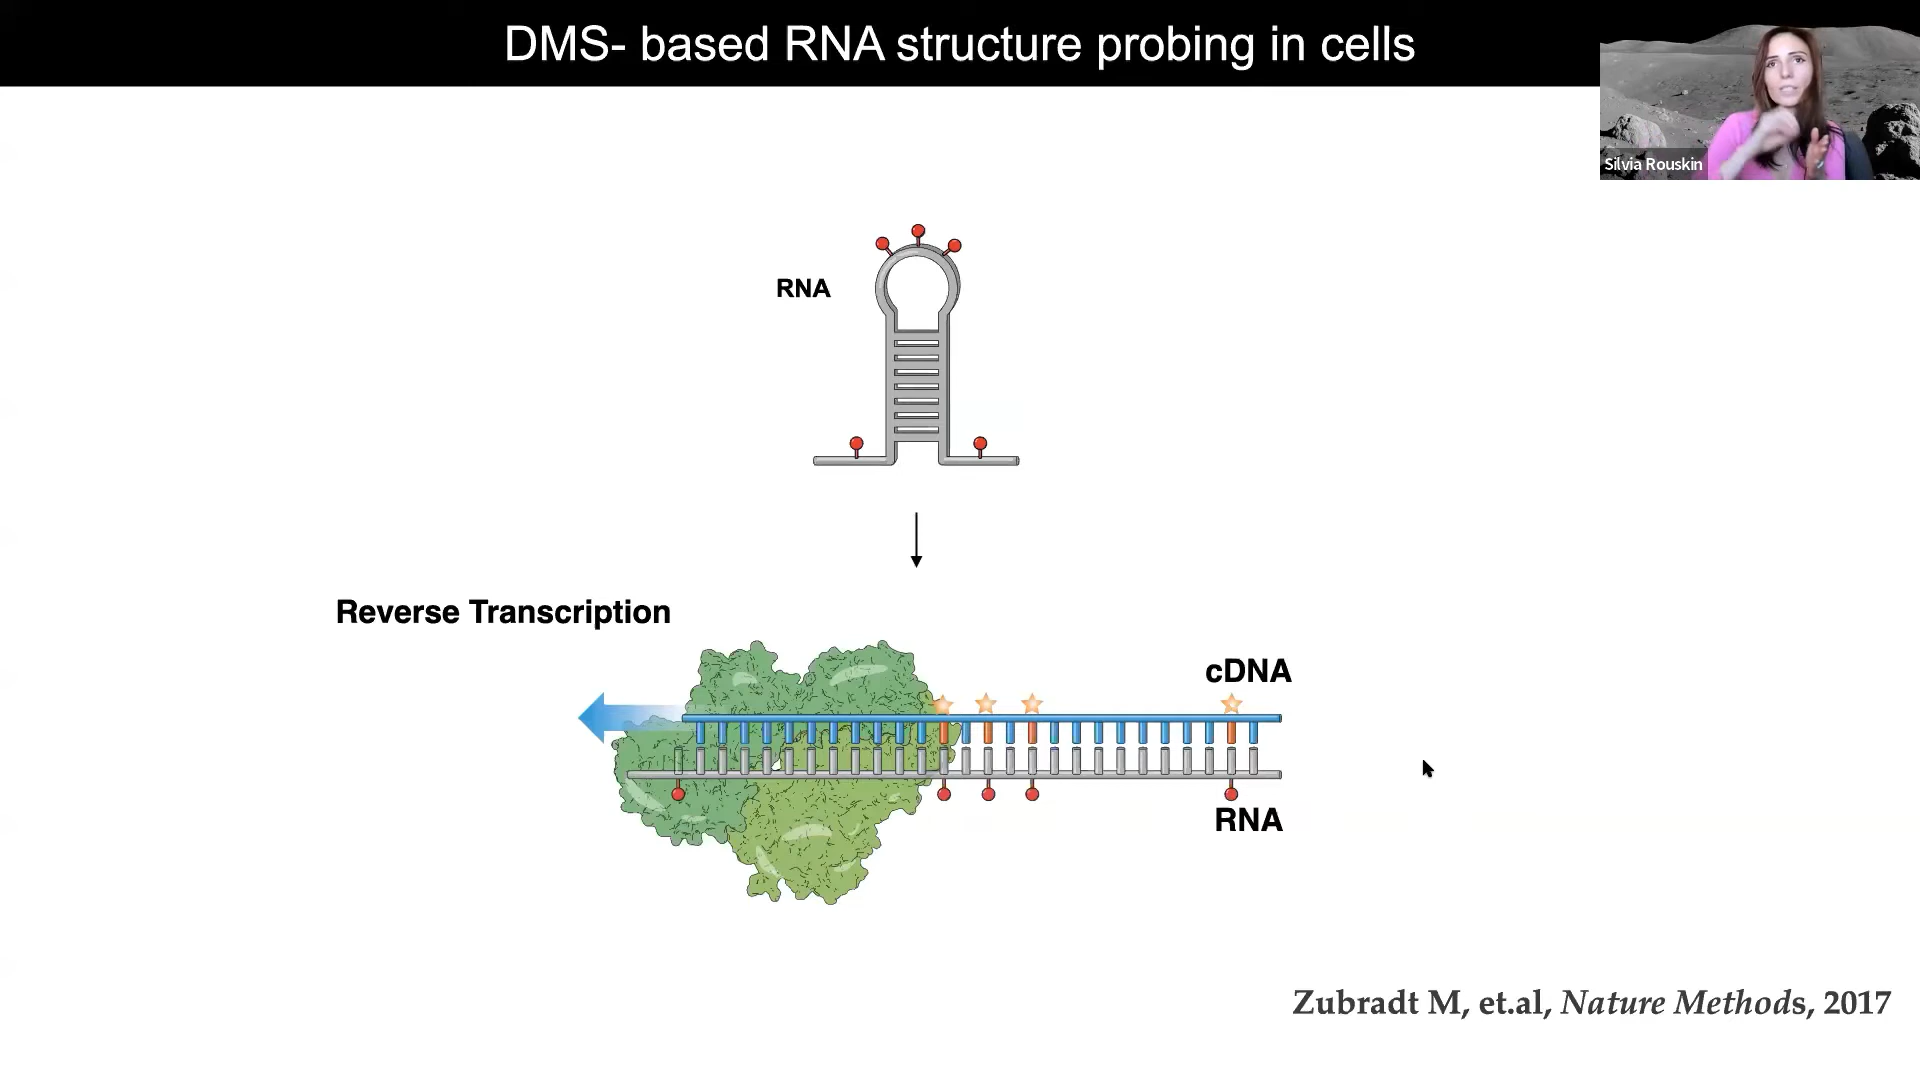 DMS- based RNA structure probing in cells
Silvia Rouskin
RNA
Reverse Transcription
cDNA
RNA
Zubradt M, et.al, Nature Methods, 2017